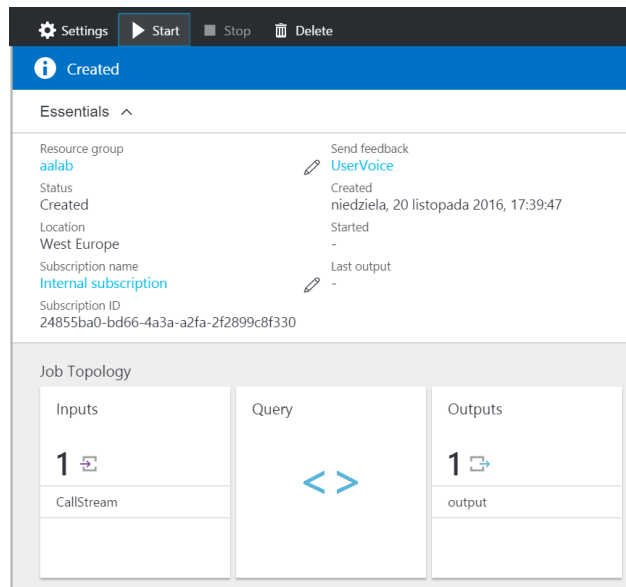 Settings Start Stop Delete
Created
Essentials
Resource group
aalab
Send feedback
UserVoice
Status
Created
Created
niedziela, 20 listopada 2016, 17:39:47
Location
West Europe
Started
-
Subscription name
Internal subscription
Last output
-
Subscription ID
24855ba0-bd66-4a3a-a2fa-2f2899c8f330
Job Topology
Inputs
1
CallStream
Query
< >
Outputs
1
output